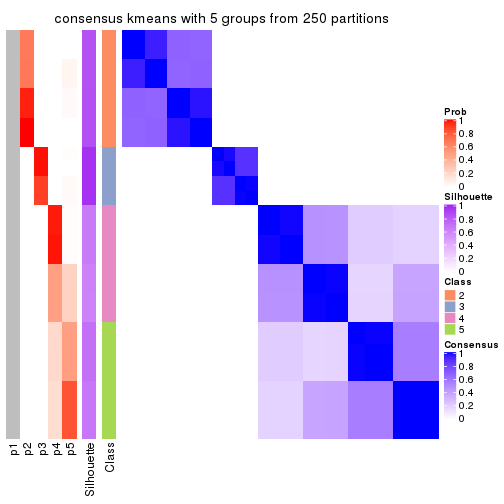 consensus kmeans with 5 groups from 250 partitions
Prob
1
0.8
0.6
0.4
0.2
0
Silhouette
1
0.8
0.6
0.4
0.2
0
Class
2
3
4
5
Consensus
1
0.8
0.6
0.4
0.2
0
p1
p2
p3
p4
p5
Silhouette
Class